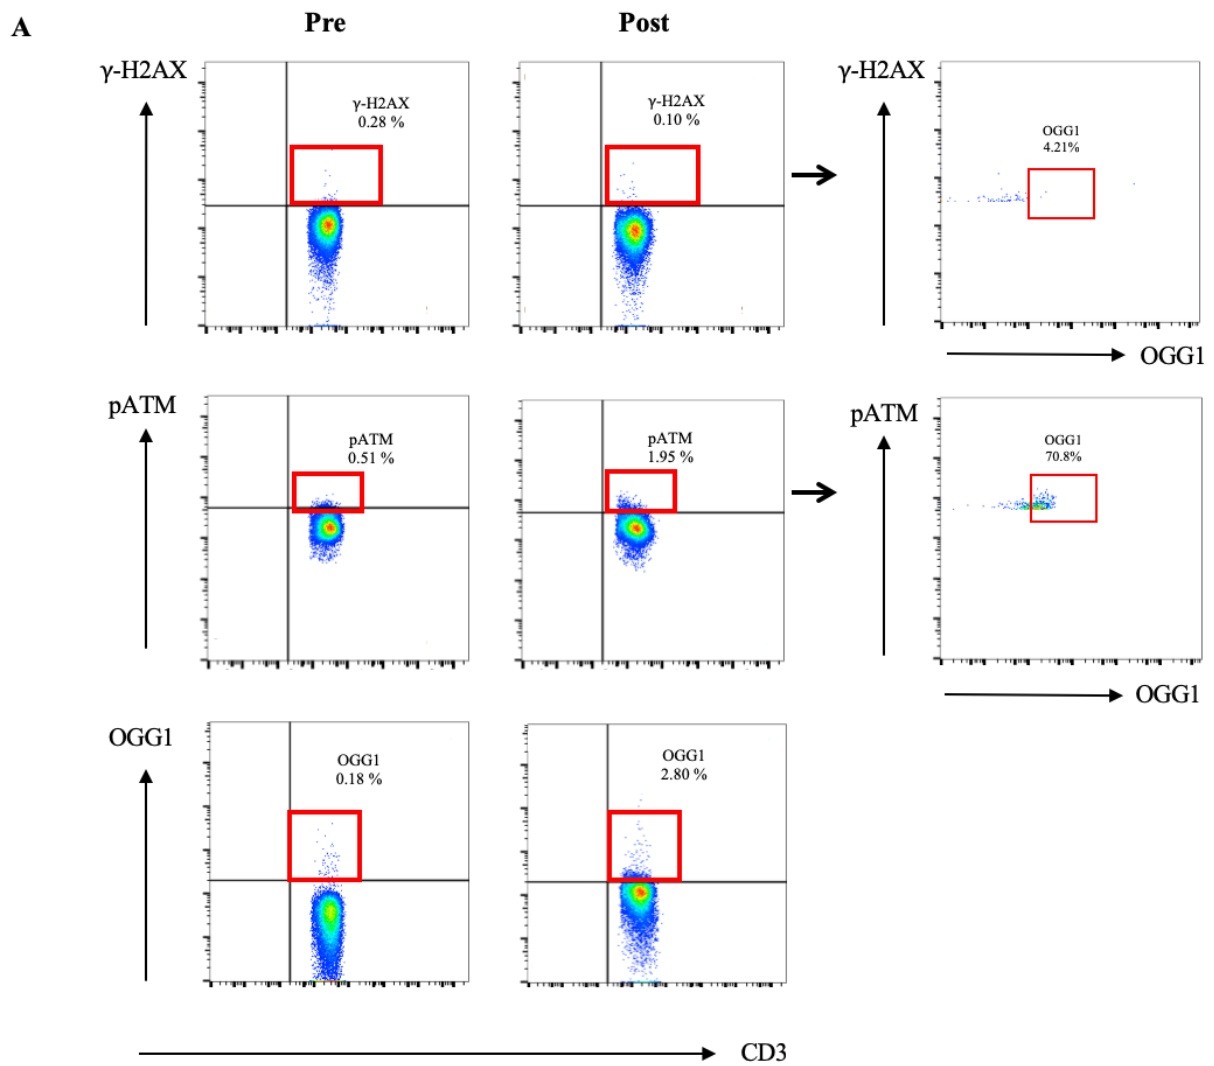 A
Pre
Post
γ-H2AX
γ-H2AX
0.28 %
γ-H2AX
0.10 %
γ-H2AX
OGG1
4.21%
OGG1
pATM
pATM
0.51 %
pATM
1.95 %
pATM
OGG1
70.8%
OGG1
OGG1
OGG1
0.18 %
OGG1
2.80 %
CD3